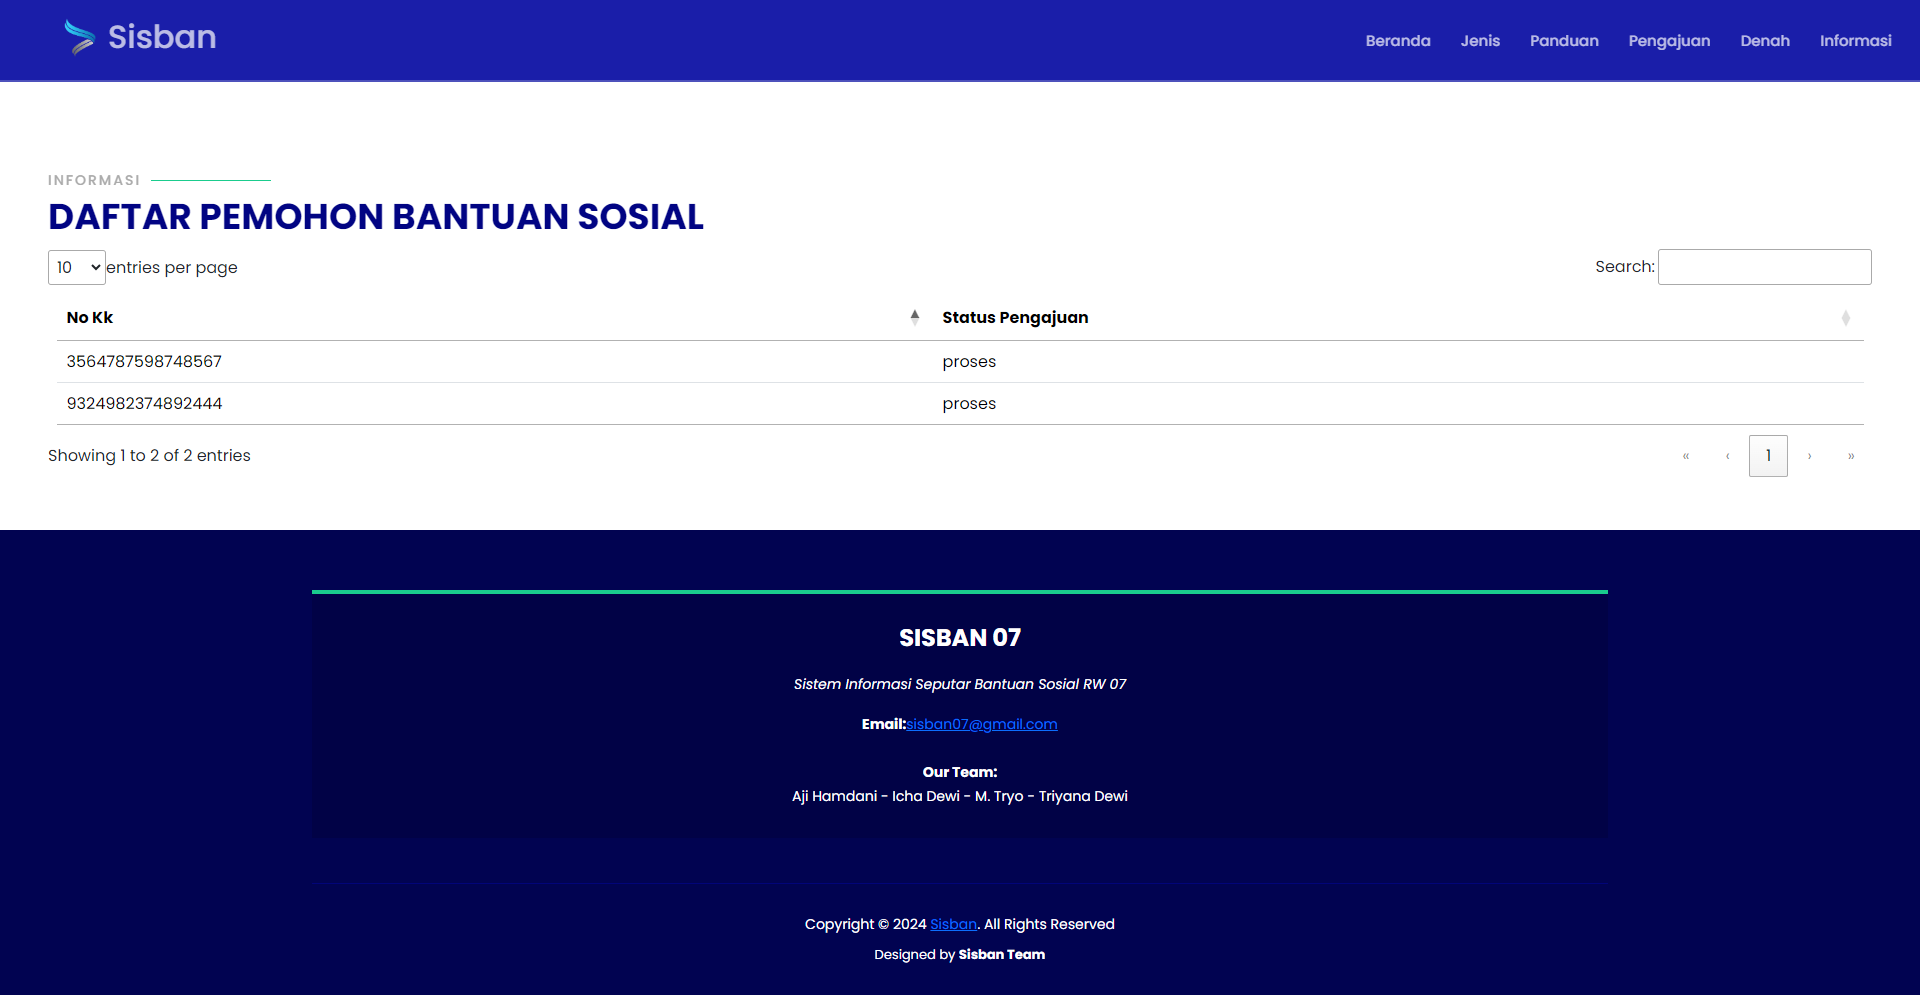 Sisban
Beranda Jenis Panduan Pengajuan Denah Informasi
INFORMASI
DAFTAR PEMOHON BANTUAN SOSIAL
10 entries per page
Search:
No Kk Status Pengajuan
3564787598748567 proses
9324982374892444 proses
Showing 1 to 2 of 2 entries
« ‹ 1 › »
SISBAN 07
Sistem Informasi Seputar Bantuan Sosial RW 07
Email:sisban07@gmail.com
Our Team:
Aji Hamdani - Icha Dewi - M. Tryo - Triyana Dewi
Copyright © 2024 Sisban. All Rights Reserved
Designed by Sisban Team